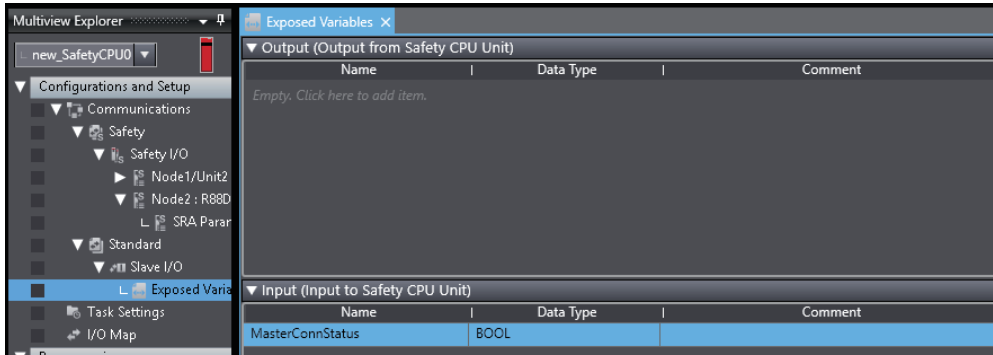 Multiview Explorer
new_SafetyCPU0
Configurations and Setup
Communications
Safety
Safety I/O
Node1/Unit2
Node2 : R88D
SRA Parar
Standard
Slave I/O
Exposed Varia
Task Settings
I/O Map
Exposed Variables
Output (Output from Safety CPU Unit)
Name | Data Type | Comment
Empty. Click here to add item.
Input (Input to Safety CPU Unit)
Name | Data Type | Comment
MasterConnStatus BOOL